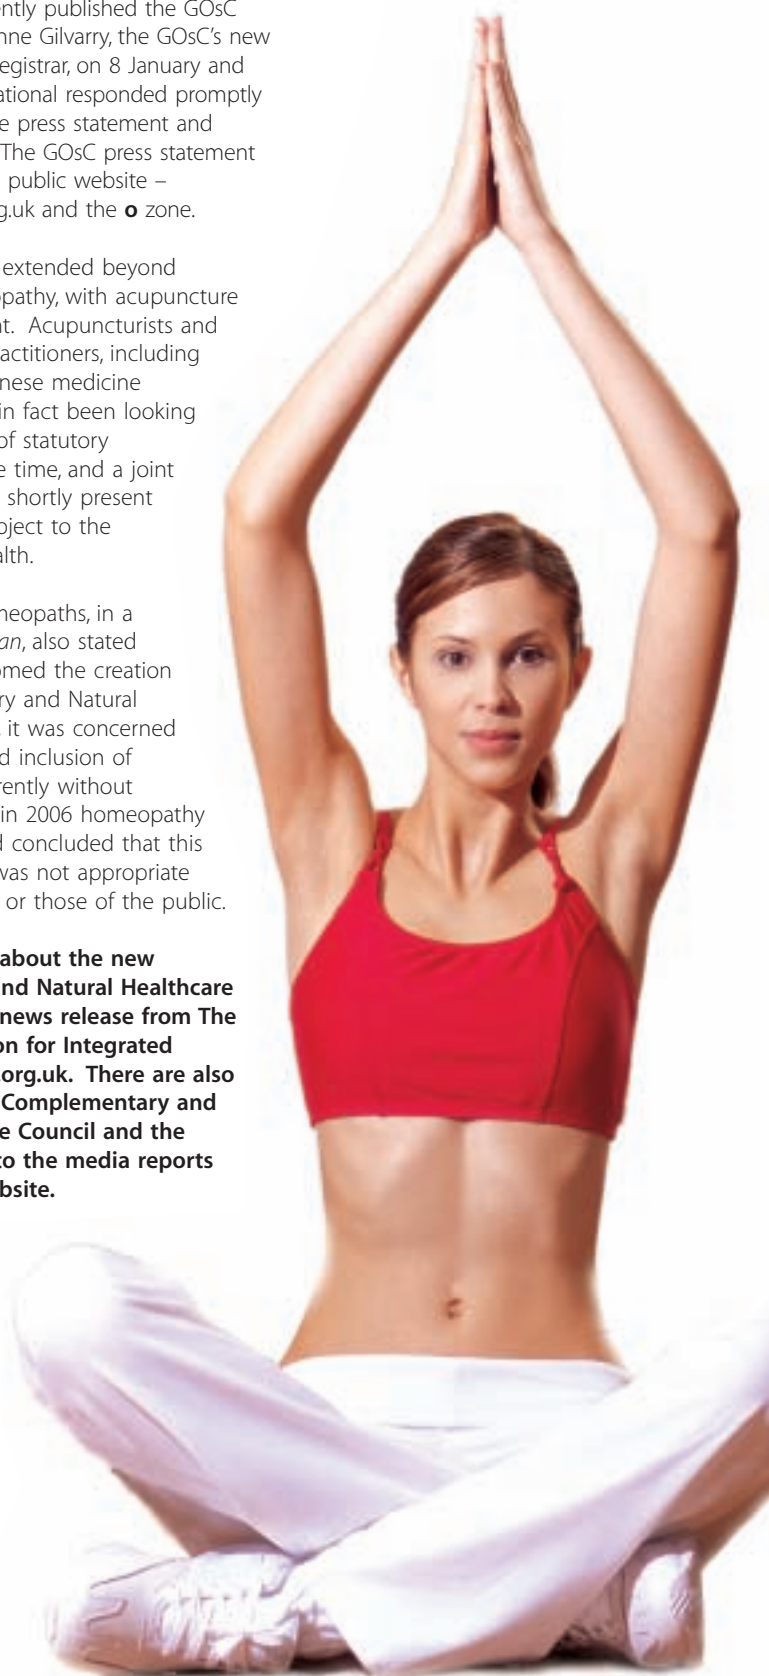 ntly published the GOsC
nne Gilvarry, the GOsC's new
egistrar, on 8 January and
ational responded promptly
e press statement and
The GOsC press statement
public website –
g.uk and the o zone.
extended beyond
opathy, with acupuncture
nt. Acupuncturists and
actitioners, including
nese medicine
in fact been looking
of statutory
e time, and a joint
shortly present
bject to the
alth.
meopaths, in a
an, also stated
omed the creation
ry and Natural
it was concerned
d inclusion of
rently without
in 2006 homeopathy
d concluded that this
was not appropriate
or those of the public.
about the new
nd Natural Healthcare
news release from The
on for Integrated
.org.uk. There are also
Complementary and
e Council and the
to the media reports
bsite.